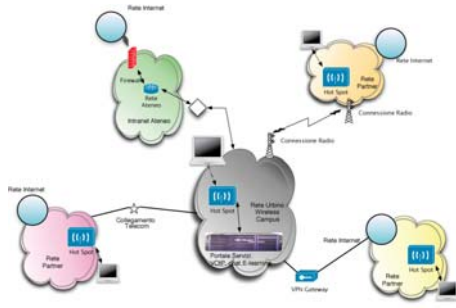 Rete Internet
Firewall
Rete
Ateneo
Intranet Ateneo
Rete Internet
Hot Spot
Rete
Partner
Connessione Radio
Connessione Radio
Rete Internet
Hot Spot
Rete
Partner
Collegamento
Telecom
Hot Spot
Rete Urbino
Wireless
Campus
Portale Servizi
VPN Gateway
Rete Internet
Hot Spot
Rete
Partner